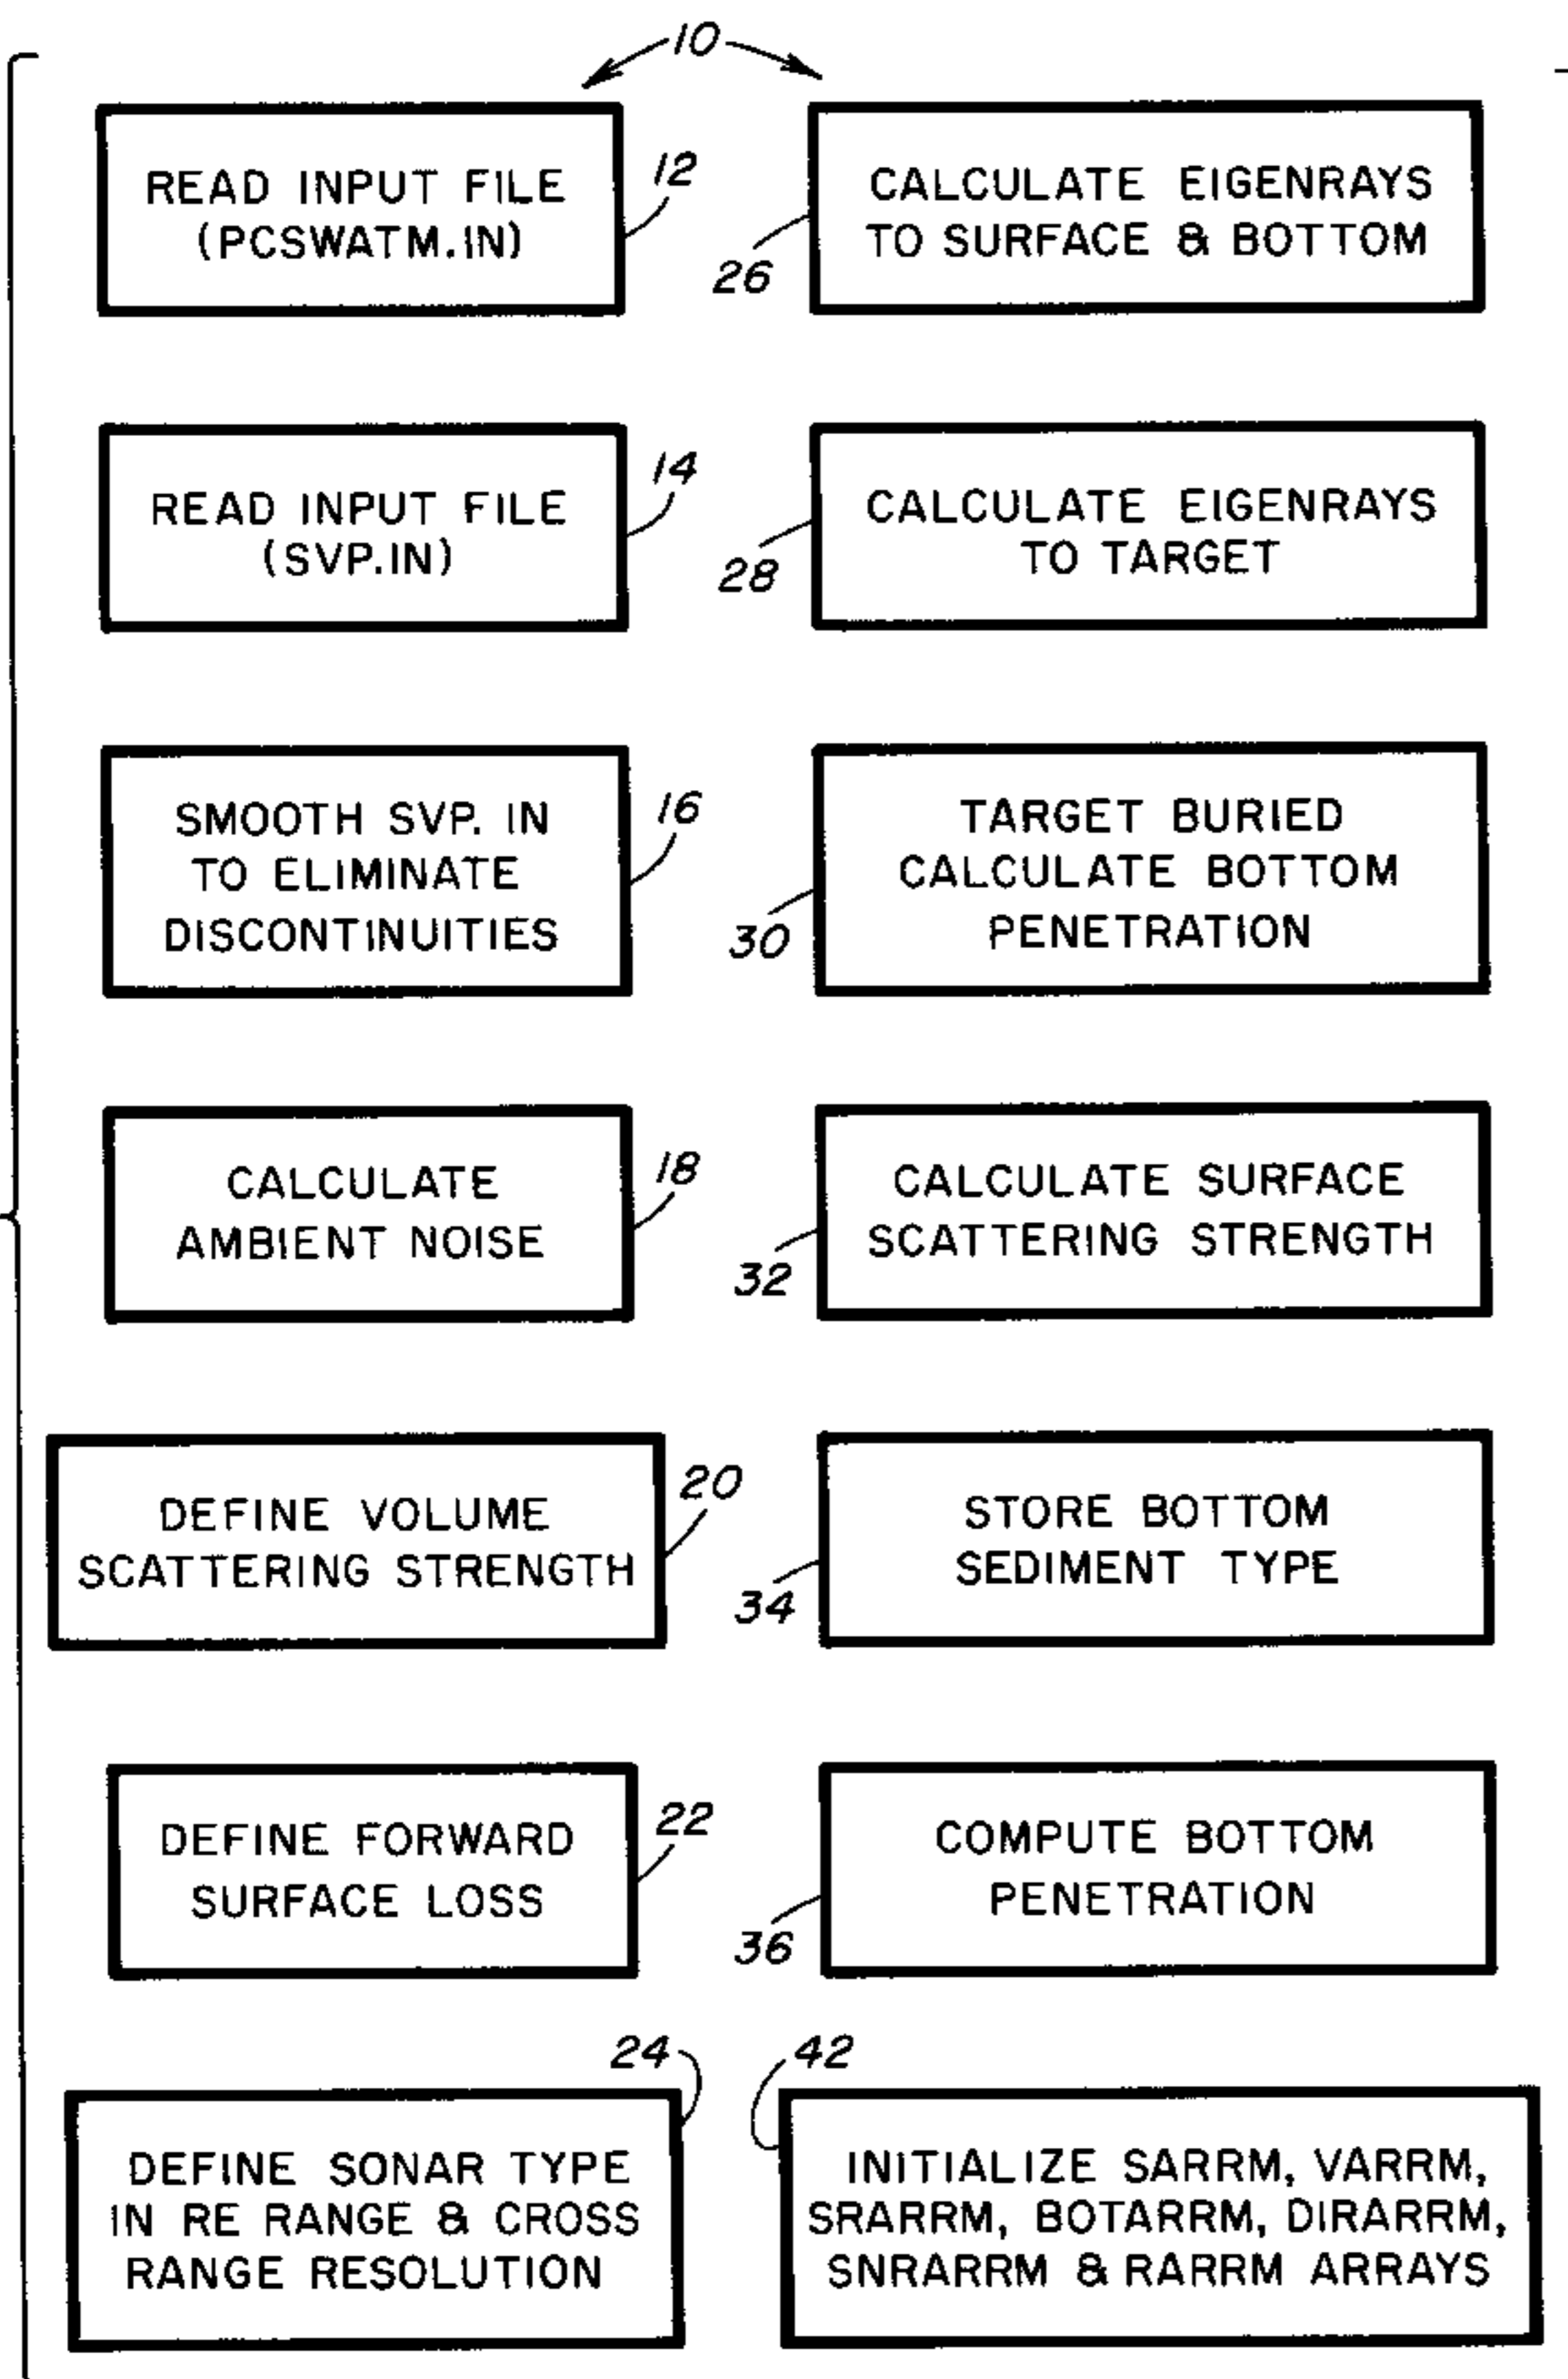 10
READ INPUT FILE
(PCSWATM.IN)
12
READ INPUT FILE
(SVP.IN)
14
SMOOTH SVP. IN
TO ELIMINATE
DISCONTINUITIES
16
CALCULATE
AMBIENT NOISE
18
DEFINE VOLUME
SCATTERING STRENGTH
20
DEFINE FORWARD
SURFACE LOSS
22
24
DEFINE SONAR TYPE
IN RE RANGE & CROSS
RANGE RESOLUTION
CALCULATE EIGENRAYS
TO SURFACE & BOTTOM
26
CALCULATE EIGENRAYS
TO TARGET
28
TARGET BURIED
CALCULATE BOTTOM
PENETRATION
30
CALCULATE SURFACE
SCATTERING STRENGTH
32
STORE BOTTOM
SEDIMENT TYPE
34
COMPUTE BOTTOM
PENETRATION
36
42
INITIALIZE SARRM, VARRM,
SRARRM, BOTARRM, DIRARRM,
SNRARRM & RARRM ARRAYS